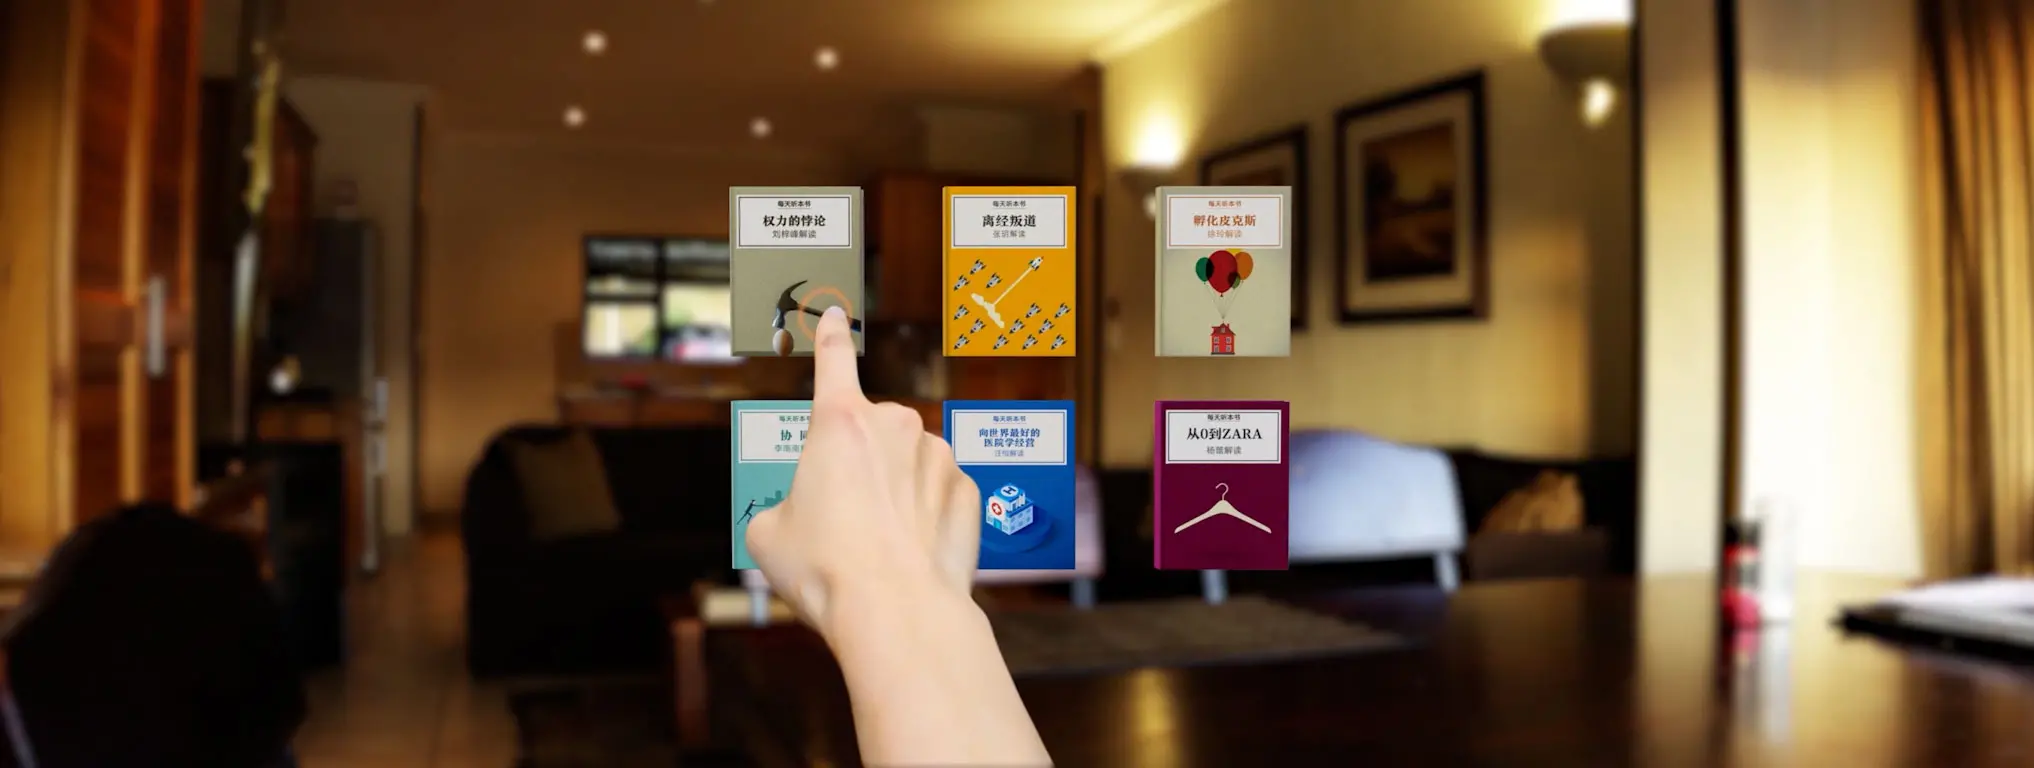 每天听本书
权力的悖论
刘梓峰解读
每天听本书
离经叛道
张玥解读
每天听本书
孵化皮克斯
徐玲解读
每天听本书
协 同
每天听本书
向世界最好的
医院学经营
汪恒解读
每天听本书
从0到ZARA
杨蕾解读
H